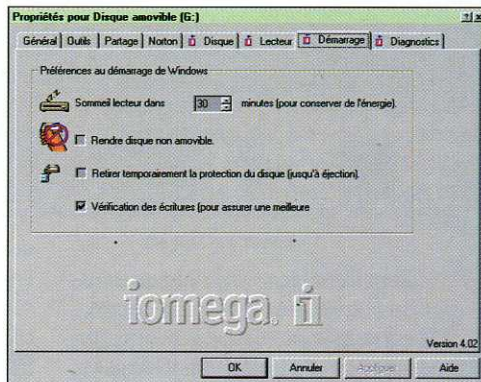 Propriétés pour Disque amovible (G:)
Général Outils Partage Norton Disque Lecteur Démarrage Diagnostics
Préférences au démarrage de Windows
Sommeil lecteur dans 30 minutes (pour conserver de l'énergie).
Rendre disque non amovible.
Retirer temporairement la protection du disque (jusqu'à éjection).
Vérification des écritures (pour assurer une meilleure
iomega.
Version 4.02
OK Annuler Appliquer Aide